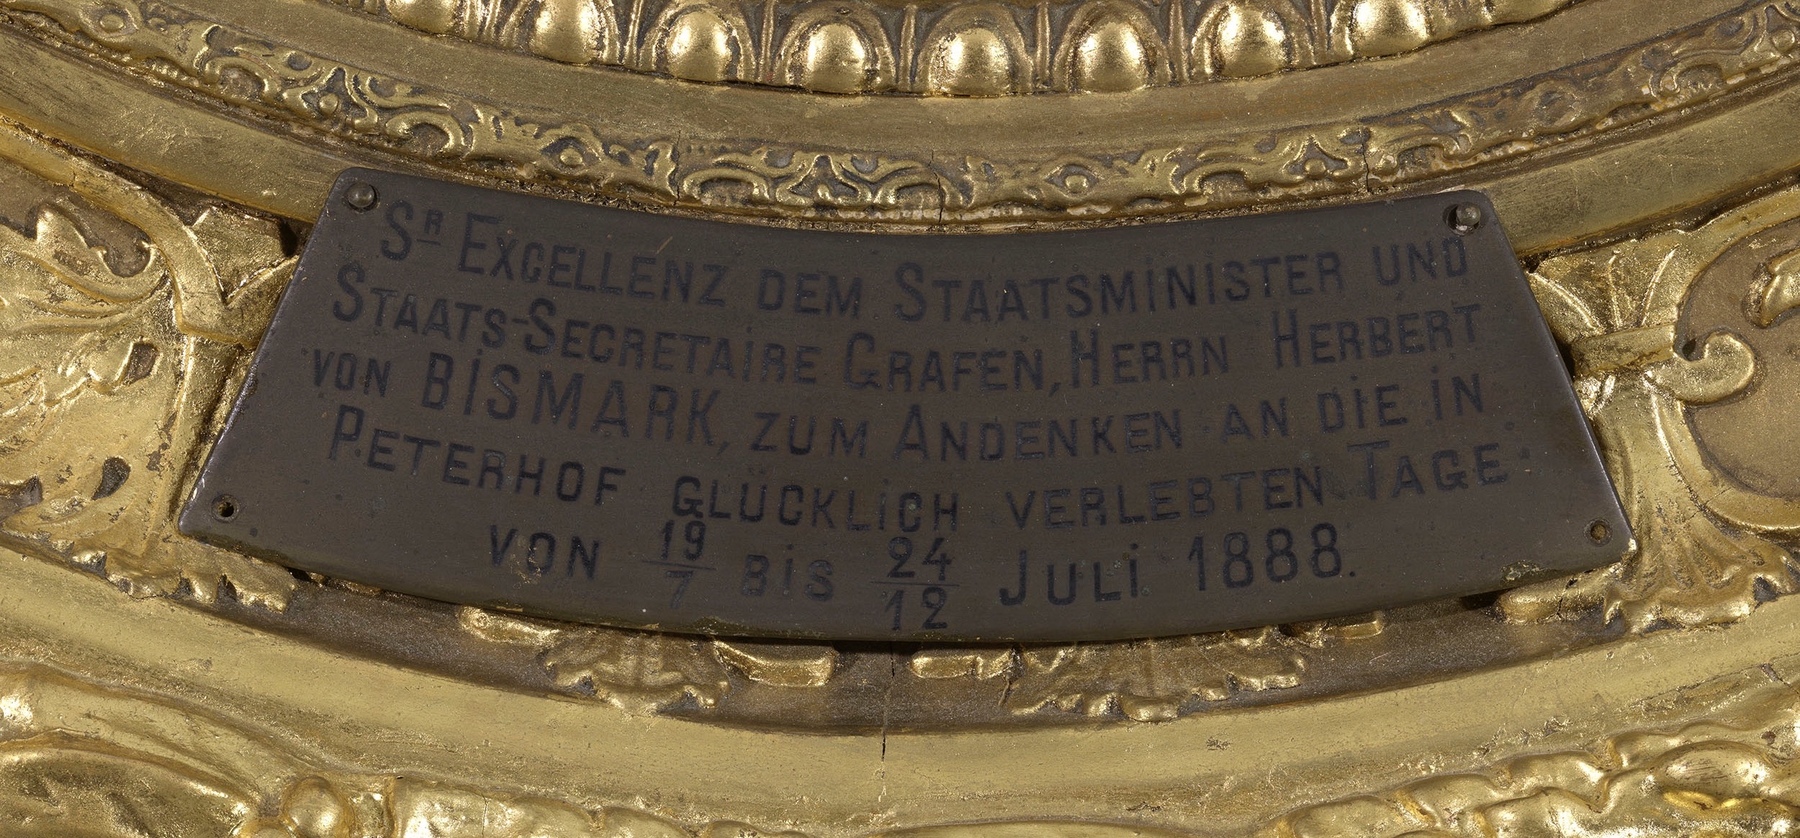 Sʀ Excellenz dem Staatsminister und
Staats-Secretaire Grafen, Herrn Herbert
von BISMARK, zum Andenken an die in
Peterhof glücklich verlebten Tage
von 19/7 bis 24/12 Juli 1888.